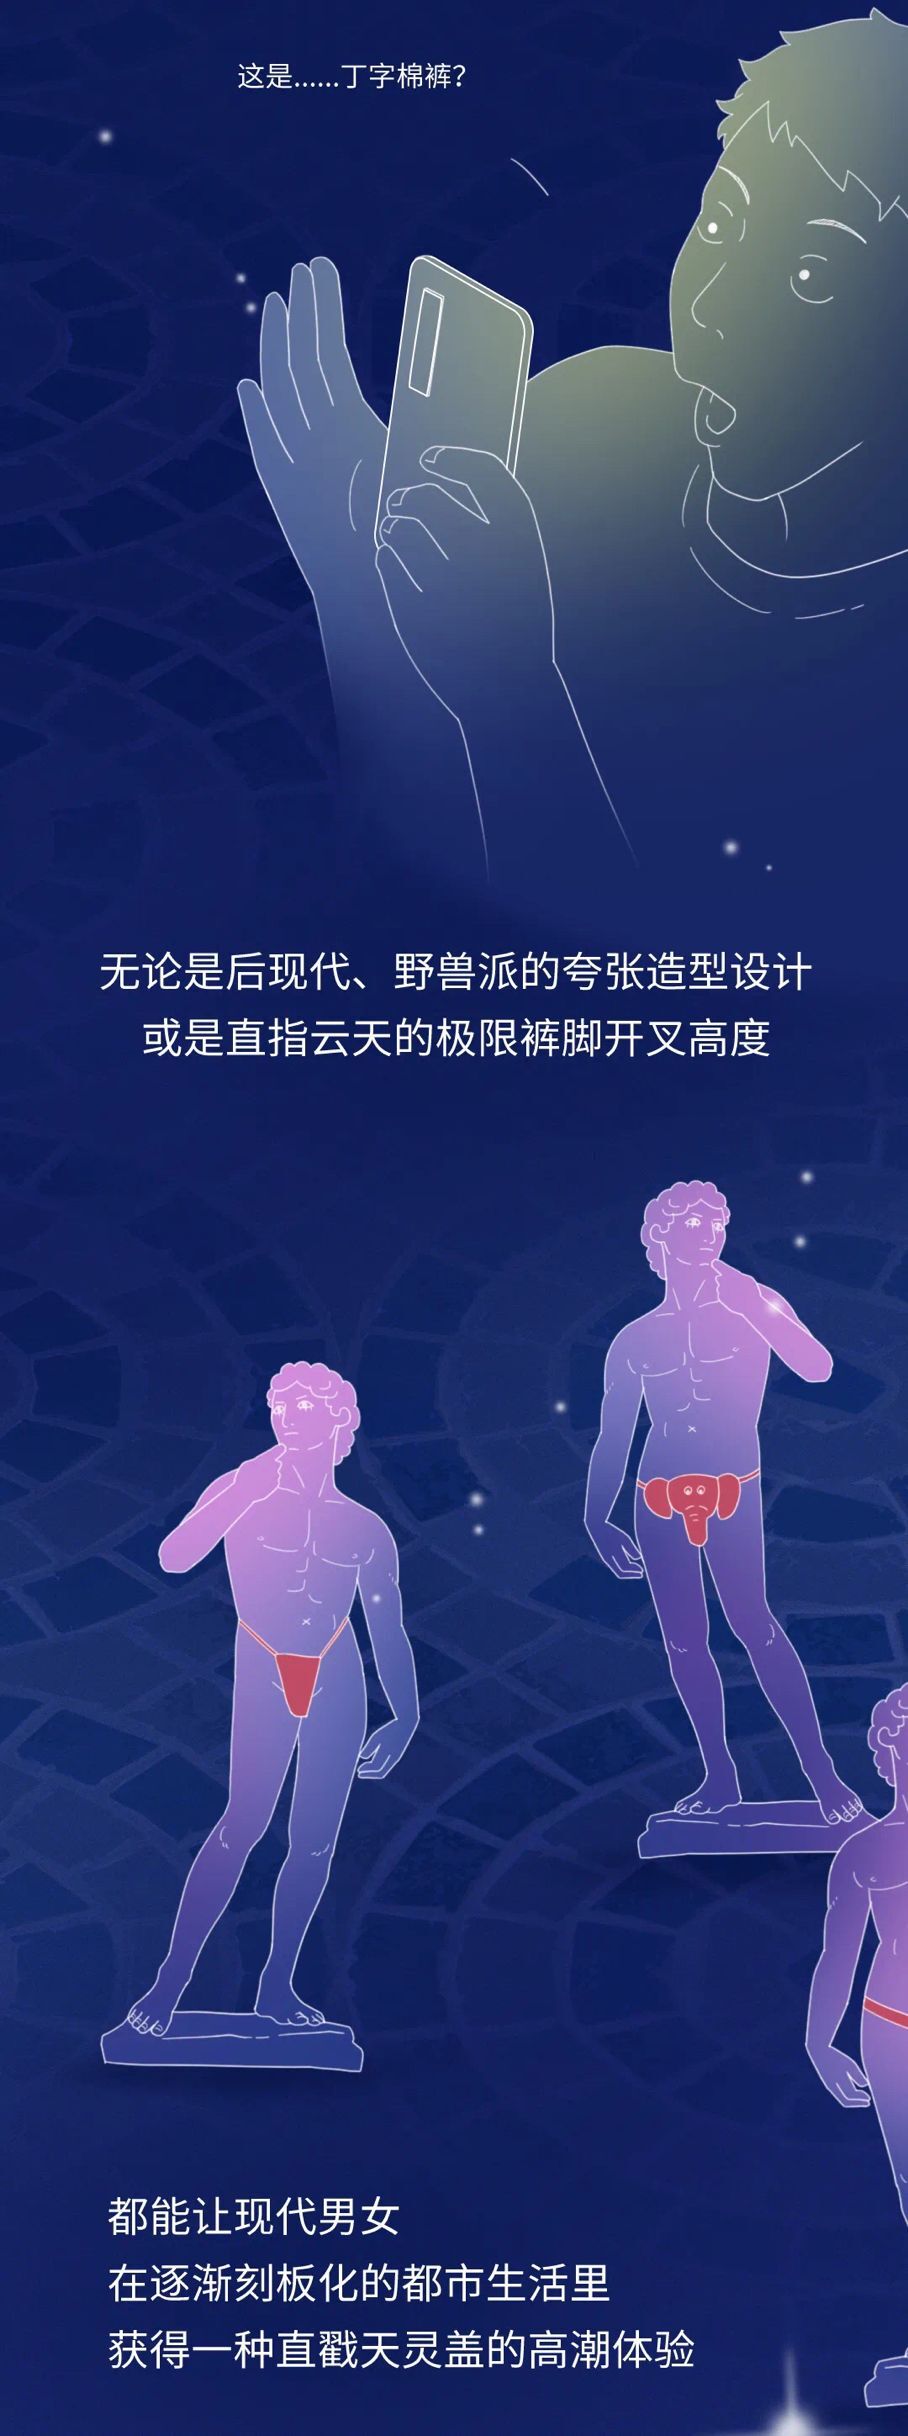 这是……丁字棉裤？
无论是后现代、野兽派的夸张造型设计
或是直指云天的极限裤脚开叉高度
都能让现代男女
在逐渐刻板化的都市生活里
获得一种直戳天灵盖的高潮体验